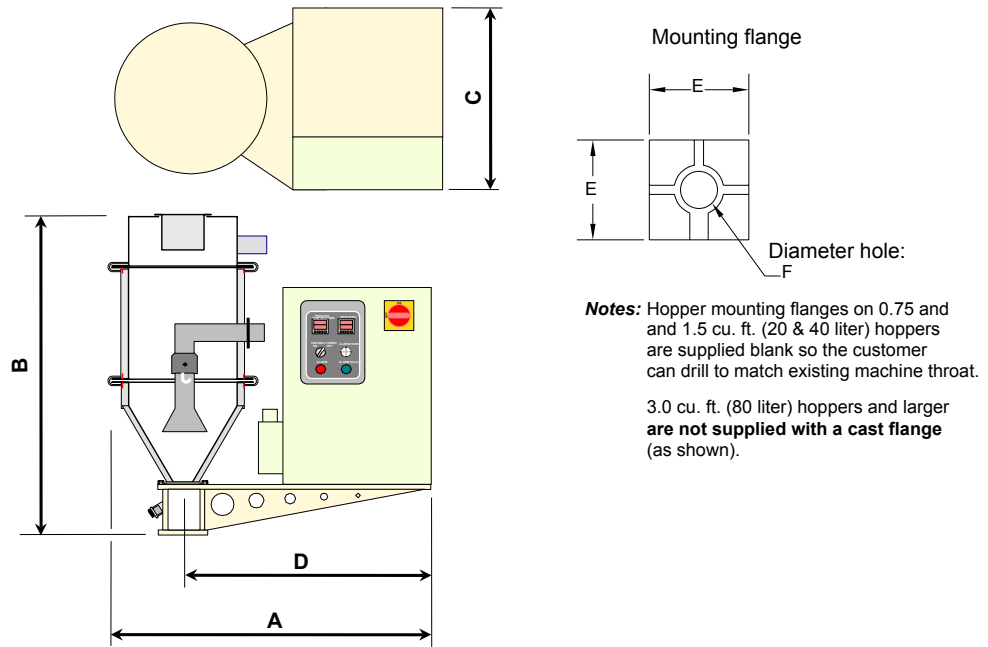 C
B
D
A
Mounting flange
E
E
Diameter hole:
F
Notes: Hopper mounting flanges on 0.75 and
and 1.5 cu. ft. (20 & 40 liter) hoppers
are supplied blank so the customer
can drill to match existing machine throat.
3.0 cu. ft. (80 liter) hoppers and larger
are not supplied with a cast flange
(as shown).